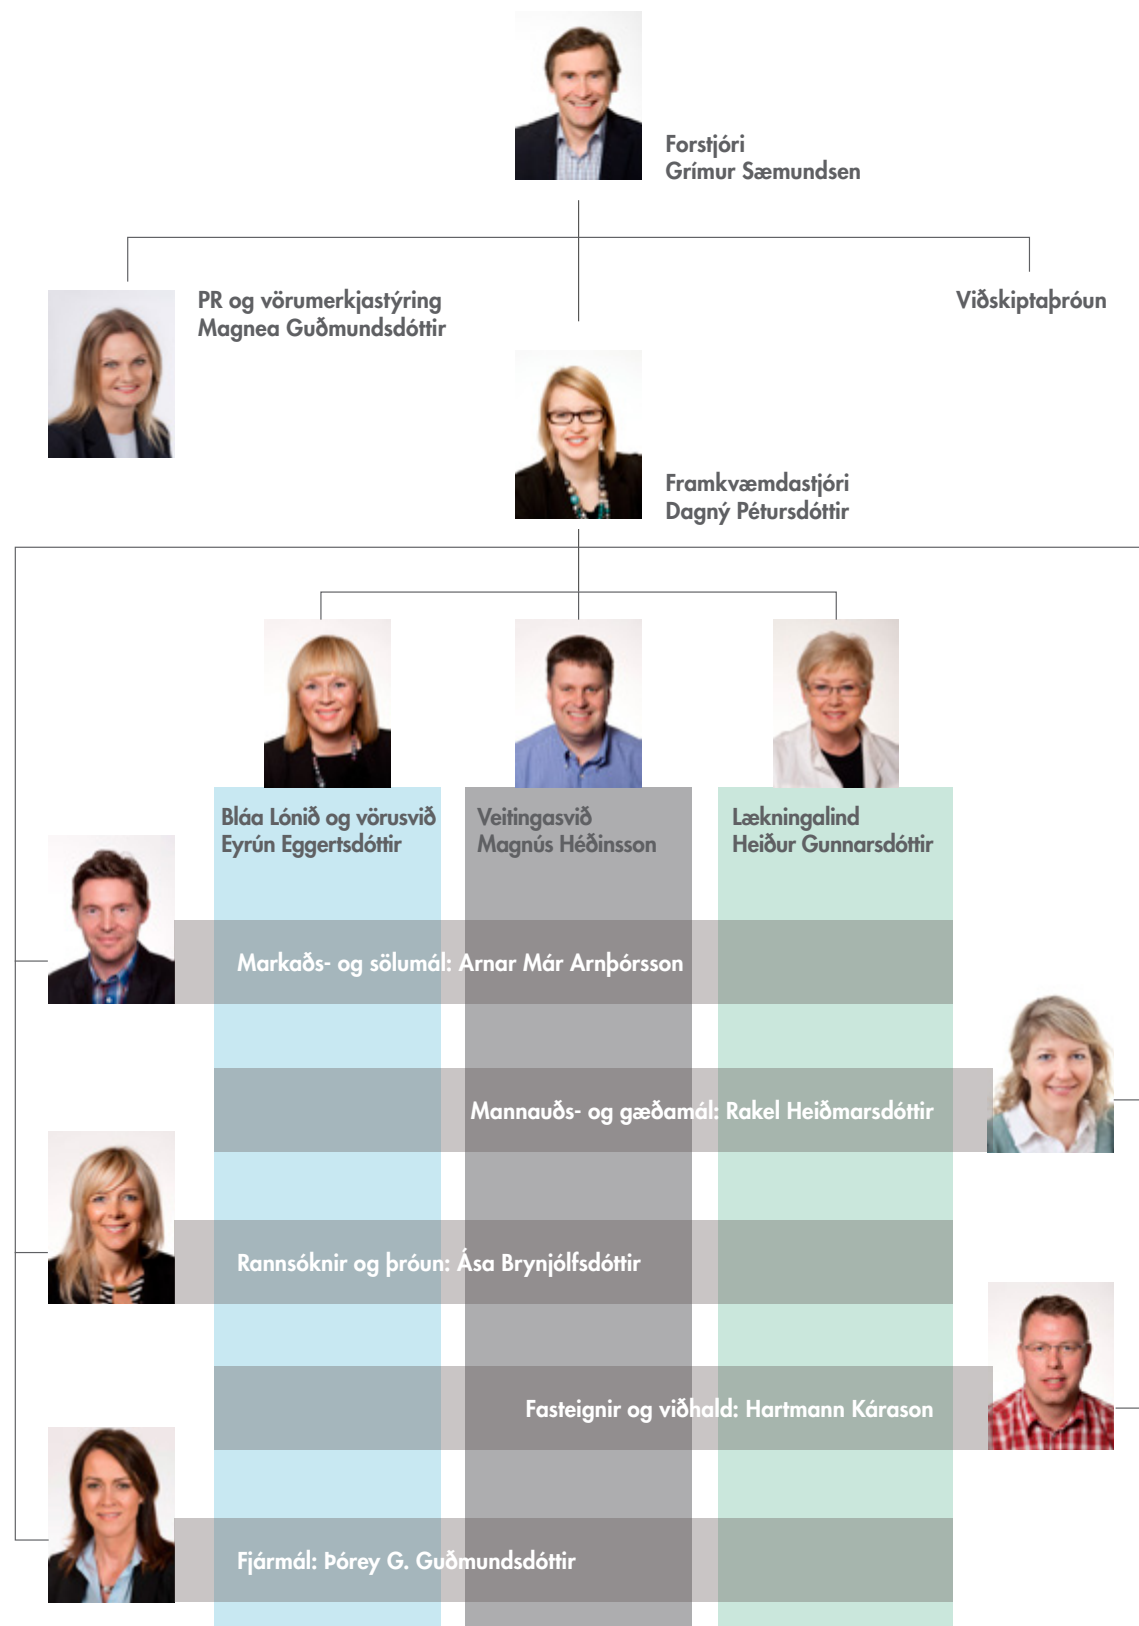 Forstjóri
Grímur Sæmundsen
PR og vörumerkjastýring
Magnea Guðmundsdóttir
Viðskiptaþróun
Framkvæmdastjóri
Dagný Pétursdóttir
Bláa Lónið og vörusvið
Eyrún Eggertsdóttir
Veitingasvið
Magnús Héðinsson
Lækningalind
Heiður Gunnarsdóttir
Markaðs- og sölumál: Arnar Már Arnþórsson
Mannauðs- og gæðamál: Rakel Heiðmarsdóttir
Rannsóknir og þróun: Ása Brynjólfsdóttir
Fasteignir og viðhald: Hartmann Kárason
Fjármál: Þórey G. Guðmundsdóttir